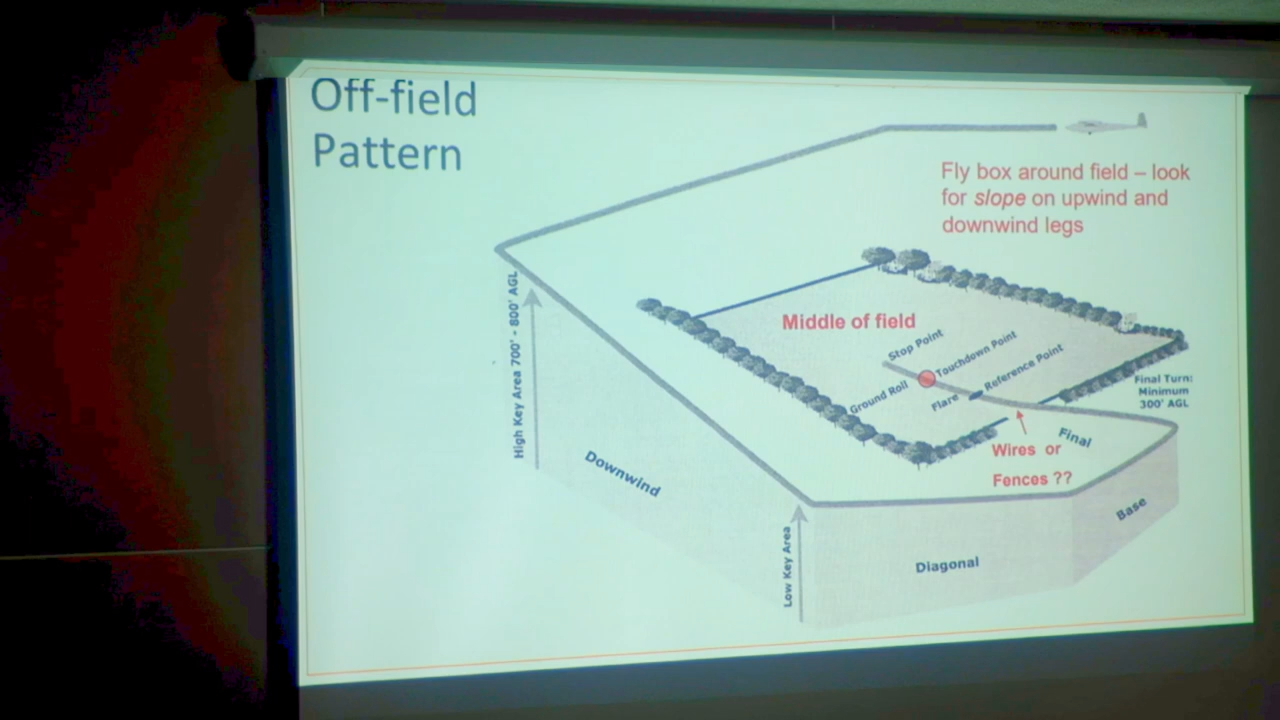 Off-field
Pattern
Fly box around field – look
for slope on upwind and
downwind legs
High Key Area 700' - 800' AGL
Middle of field
Stop Point
Touchdown Point
Reference Point
Ground Roll
Flare
Final Turn:
Minimum
300' AGL
Final
Wires or
Fences ??
Downwind
Base
Low Key Area
Diagonal